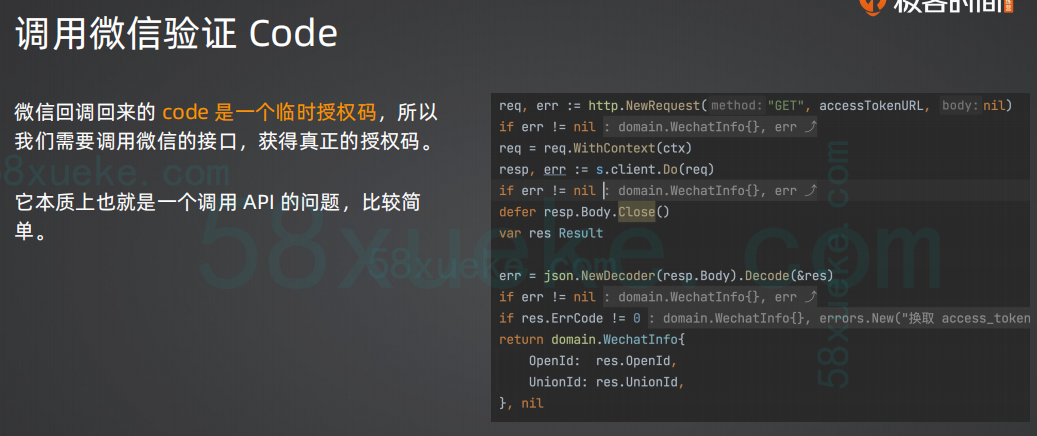 极客时间
调用微信验证 Code
微信回调回来的 code 是一个临时授权码，所以
我们需要调用微信的接口，获得真正的授权码。
它本质上也就是一个调用 API 的问题，比较简
单。
req, err := http.NewRequest( method: "GET", accessTokenURL, body: nil)
if err != nil : domain.WechatInfo{}, err ⤴
req = req.WithContext(ctx)
resp, err := s.client.Do(req)
if err != nil : domain.WechatInfo{}, err ⤴
defer resp.Body.Close()
var res Result
err = json.NewDecoder(resp.Body).Decode(&res)
if err != nil : domain.WechatInfo{}, err ⤴
if res.ErrCode != 0 : domain.WechatInfo{}, errors.New("换取 access_token
return domain.WechatInfo{
OpenId: res.OpenId,
UnionId: res.UnionId,
}, nil
58xueke.com
58xueke.com
58xueke.com
58xueke.com